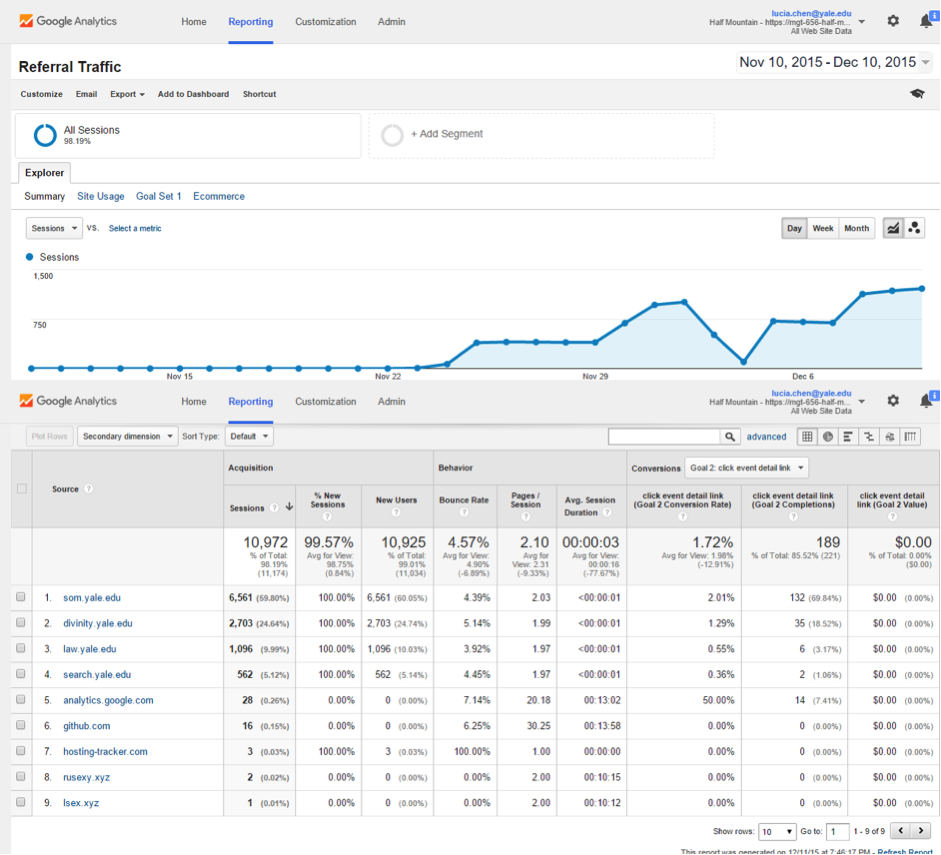 Google Analytics Home Reporting Customization Admin
lucia.chen@yale.edu
Half Mountain - https://mgt-656-half-m...
All Web Site Data
Referral Traffic
Nov 10, 2015 - Dec 10, 2015
Customize Email Export Add to Dashboard Shortcut
All Sessions
98.19%
+ Add Segment
Explorer
Summary Site Usage Goal Set 1 Ecommerce
Sessions VS. Select a metric Day Week Month
Sessions
1,500
750
Nov 15 Nov 22 Nov 29 Dec 6
Google Analytics Home Reporting Customization Admin
lucia.chen@yale.edu
Half Mountain - https://mgt-656-half-m...
All Web Site Data
Plot Rows Secondary dimension Sort Type: Default advanced
Acquisition Behavior Conversions Goal 2: click event detail link
Source Sessions % New Sessions New Users Bounce Rate Pages / Session Avg. Session Duration click event detail link (Goal 2 Conversion Rate) click event detail link (Goal 2 Completions) click event detail link (Goal 2 Value)
10,972 99.57% 10,925 4.57% 2.10 00:00:03 1.72% 189 $0.00
% of Total: 98.19% (11,174) Avg for View: 98.75% (0.84%) % of Total: 99.01% (11,034) Avg for View: 4.90% (-6.89%) Avg for View: 2.31 (-9.33%) Avg for View: 00:00:16 (-77.67%) Avg for View: 1.98% (-12.91%) % of Total: 85.52% (221) % of Total: 0.00% ($0.00)
1. som.yale.edu 6,561 (59.80%) 100.00% 6,561 (60.05%) 4.39% 2.03 <00:00:01 2.01% 132 (69.84%) $0.00 (0.00%)
2. divinity.yale.edu 2,703 (24.64%) 100.00% 2,703 (24.74%) 5.14% 1.99 <00:00:01 1.29% 35 (18.52%) $0.00 (0.00%)
3. law.yale.edu 1,096 (9.99%) 100.00% 1,096 (10.03%) 3.92% 1.97 <00:00:01 0.55% 6 (3.17%) $0.00 (0.00%)
4. search.yale.edu 562 (5.12%) 100.00% 562 (5.14%) 4.45% 1.97 <00:00:01 0.36% 2 (1.06%) $0.00 (0.00%)
5. analytics.google.com 28 (0.26%) 0.00% 0 (0.00%) 7.14% 20.18 00:13:02 50.00% 14 (7.41%) $0.00 (0.00%)
6. github.com 16 (0.15%) 0.00% 0 (0.00%) 6.25% 30.25 00:13:58 0.00% 0 (0.00%) $0.00 (0.00%)
7. hosting-tracker.com 3 (0.03%) 100.00% 3 (0.03%) 100.00% 1.00 00:00:00 0.00% 0 (0.00%) $0.00 (0.00%)
8. rusexy.xyz 2 (0.02%) 0.00% 0 (0.00%) 0.00% 2.00 00:10:15 0.00% 0 (0.00%) $0.00 (0.00%)
9. lsex.xyz 1 (0.01%) 0.00% 0 (0.00%) 0.00% 2.00 00:10:12 0.00% 0 (0.00%) $0.00 (0.00%)
Show rows: 10 Go to: 1 1 - 9 of 9
This report was generated on 12/11/15 at 7:46:17 PM - Refresh Report